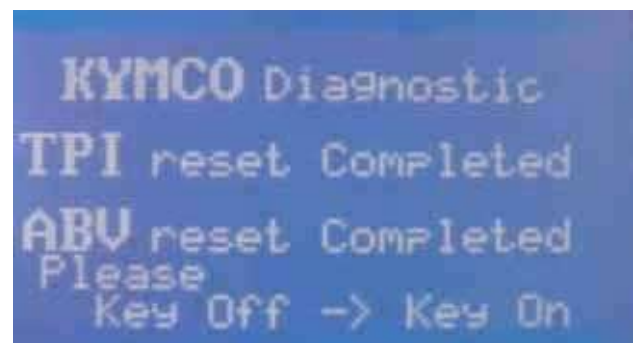 KYMCO Diagnostic
TPI reset Completed
ABV reset Completed
Please
Key Off -> Key On